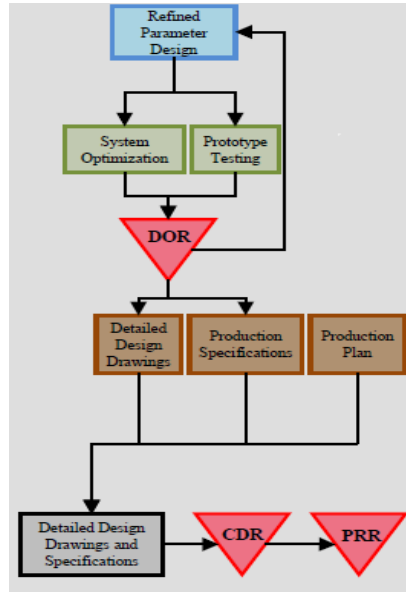 Refined
Parameter
Design
System
Optimization
Prototype
Testing
DOR
Detailed
Design
Drawings
Production
Specifications
Production
Plan
Detailed Design
Drawings and
Specifications
CDR
PRR